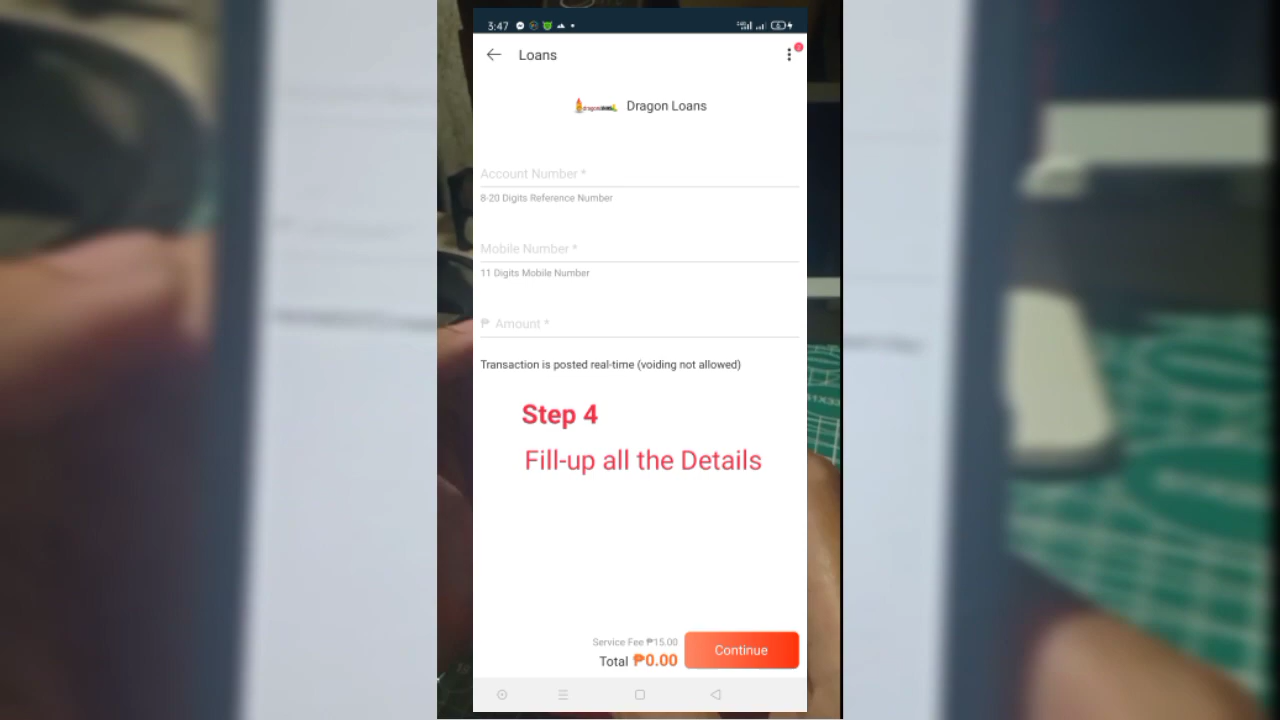 3:47
Loans
Dragon Loans
Account Number *
8-20 Digits Reference Number
Mobile Number *
11 Digits Mobile Number
₱ Amount *
Transaction is posted real-time (voiding not allowed)
Step 4
Fill-up all the Details
Service Fee ₱15.00
Total ₱0.00
Continue